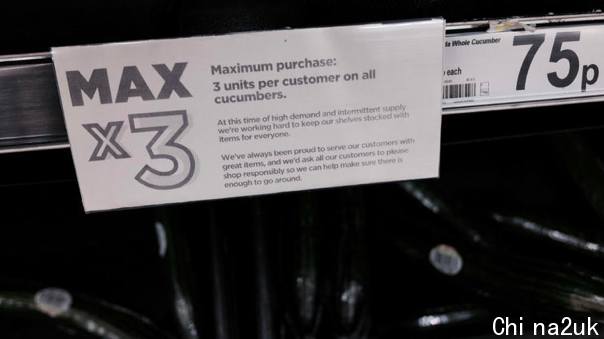 MAX
x3
Maximum purchase:
3 units per customer on all
cucumbers.
At this time of high demand and intermittent supply
we're working hard to keep our shelves stocked with
items for everyone.
We've always been proud to serve our customers with
great items, and we'd ask all our customers to please
shop responsibly so we can help make sure there is
enough to go around.
Whole Cucumber
each
75p
Chi na2uk